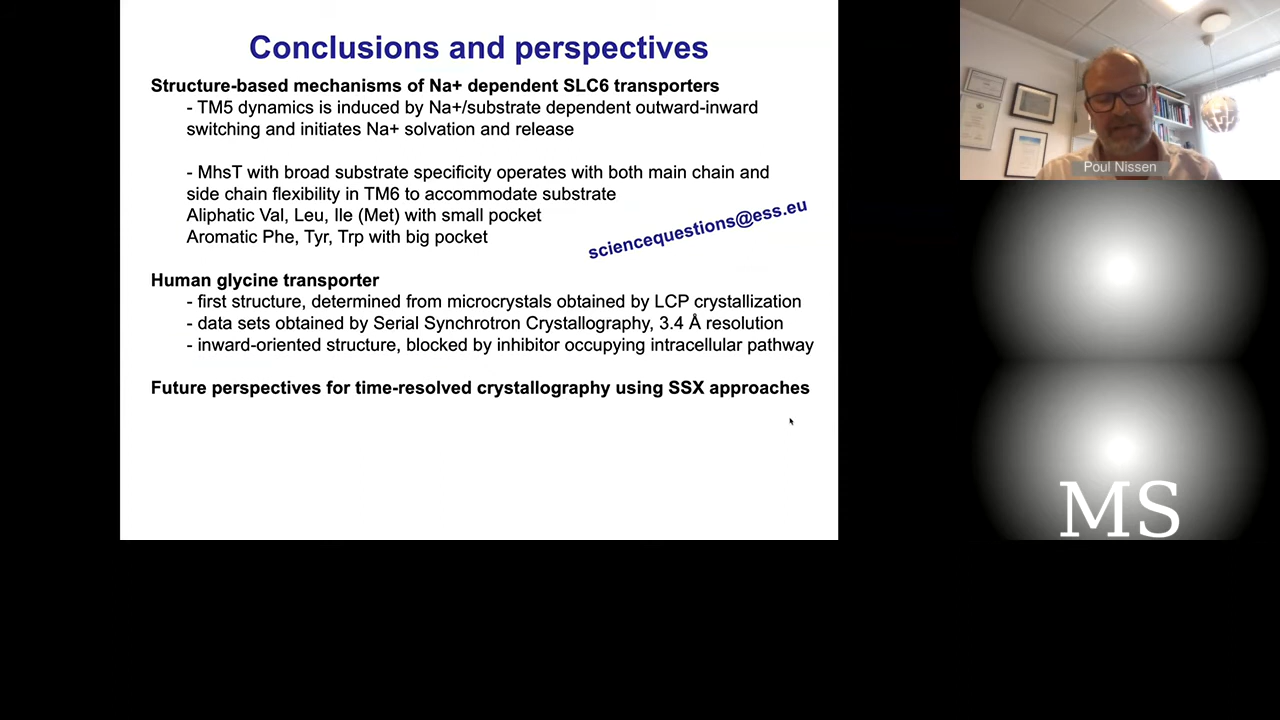 Conclusions and perspectives
Structure-based mechanisms of Na+ dependent SLC6 transporters
- TM5 dynamics is induced by Na+/substrate dependent outward-inward
switching and initiates Na+ solvation and release
- MhsT with broad substrate specificity operates with both main chain and
side chain flexibility in TM6 to accommodate substrate
Aliphatic Val, Leu, Ile (Met) with small pocket
Aromatic Phe, Tyr, Trp with big pocket
sciencequestions@ess.eu
Human glycine transporter
- first structure, determined from microcrystals obtained by LCP crystallization
- data sets obtained by Serial Synchrotron Crystallography, 3.4 Å resolution
- inward-oriented structure, blocked by inhibitor occupying intracellular pathway
Future perspectives for time-resolved crystallography using SSX approaches
Poul Nissen
MS